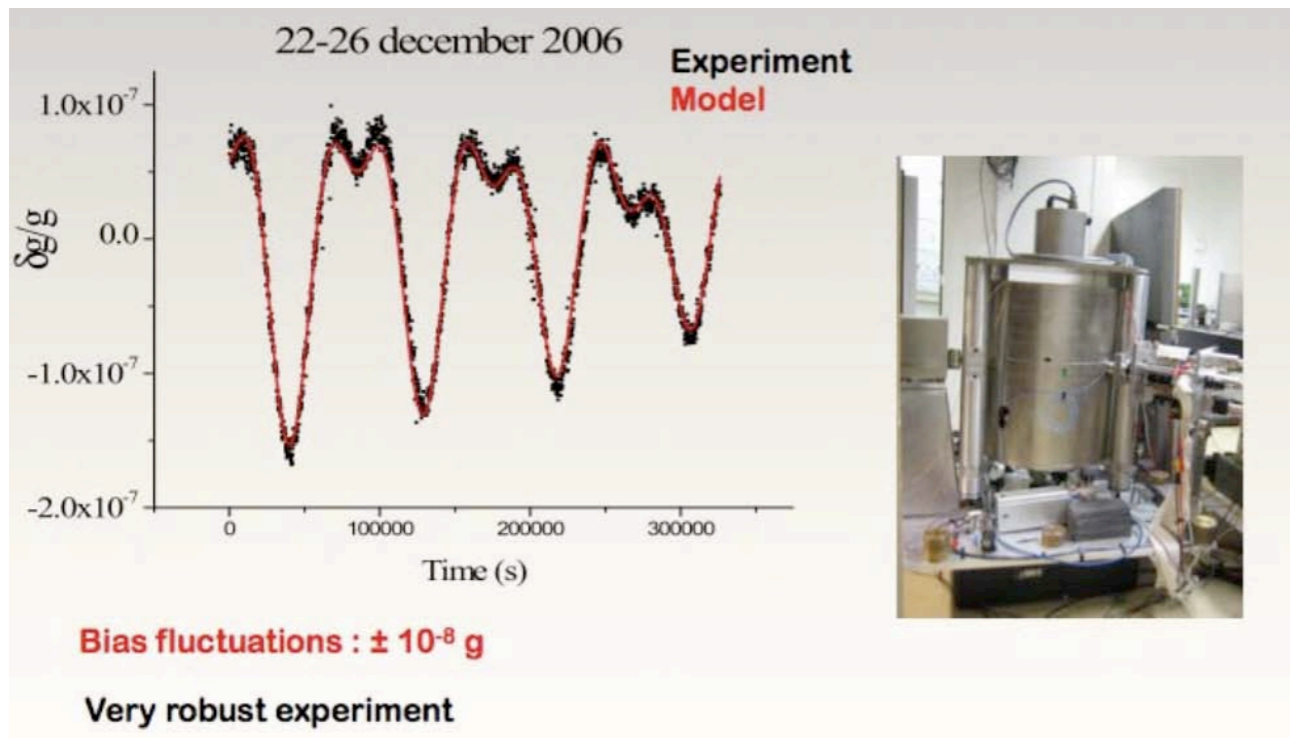 22-26 december 2006
Experiment
Model
1.0x10⁻⁷
0.0
-1.0x10⁻⁷
-2.0x10⁻⁷
δg/g
0 100000 200000 300000
Time (s)
Bias fluctuations : ± 10⁻⁸ g
Very robust experiment